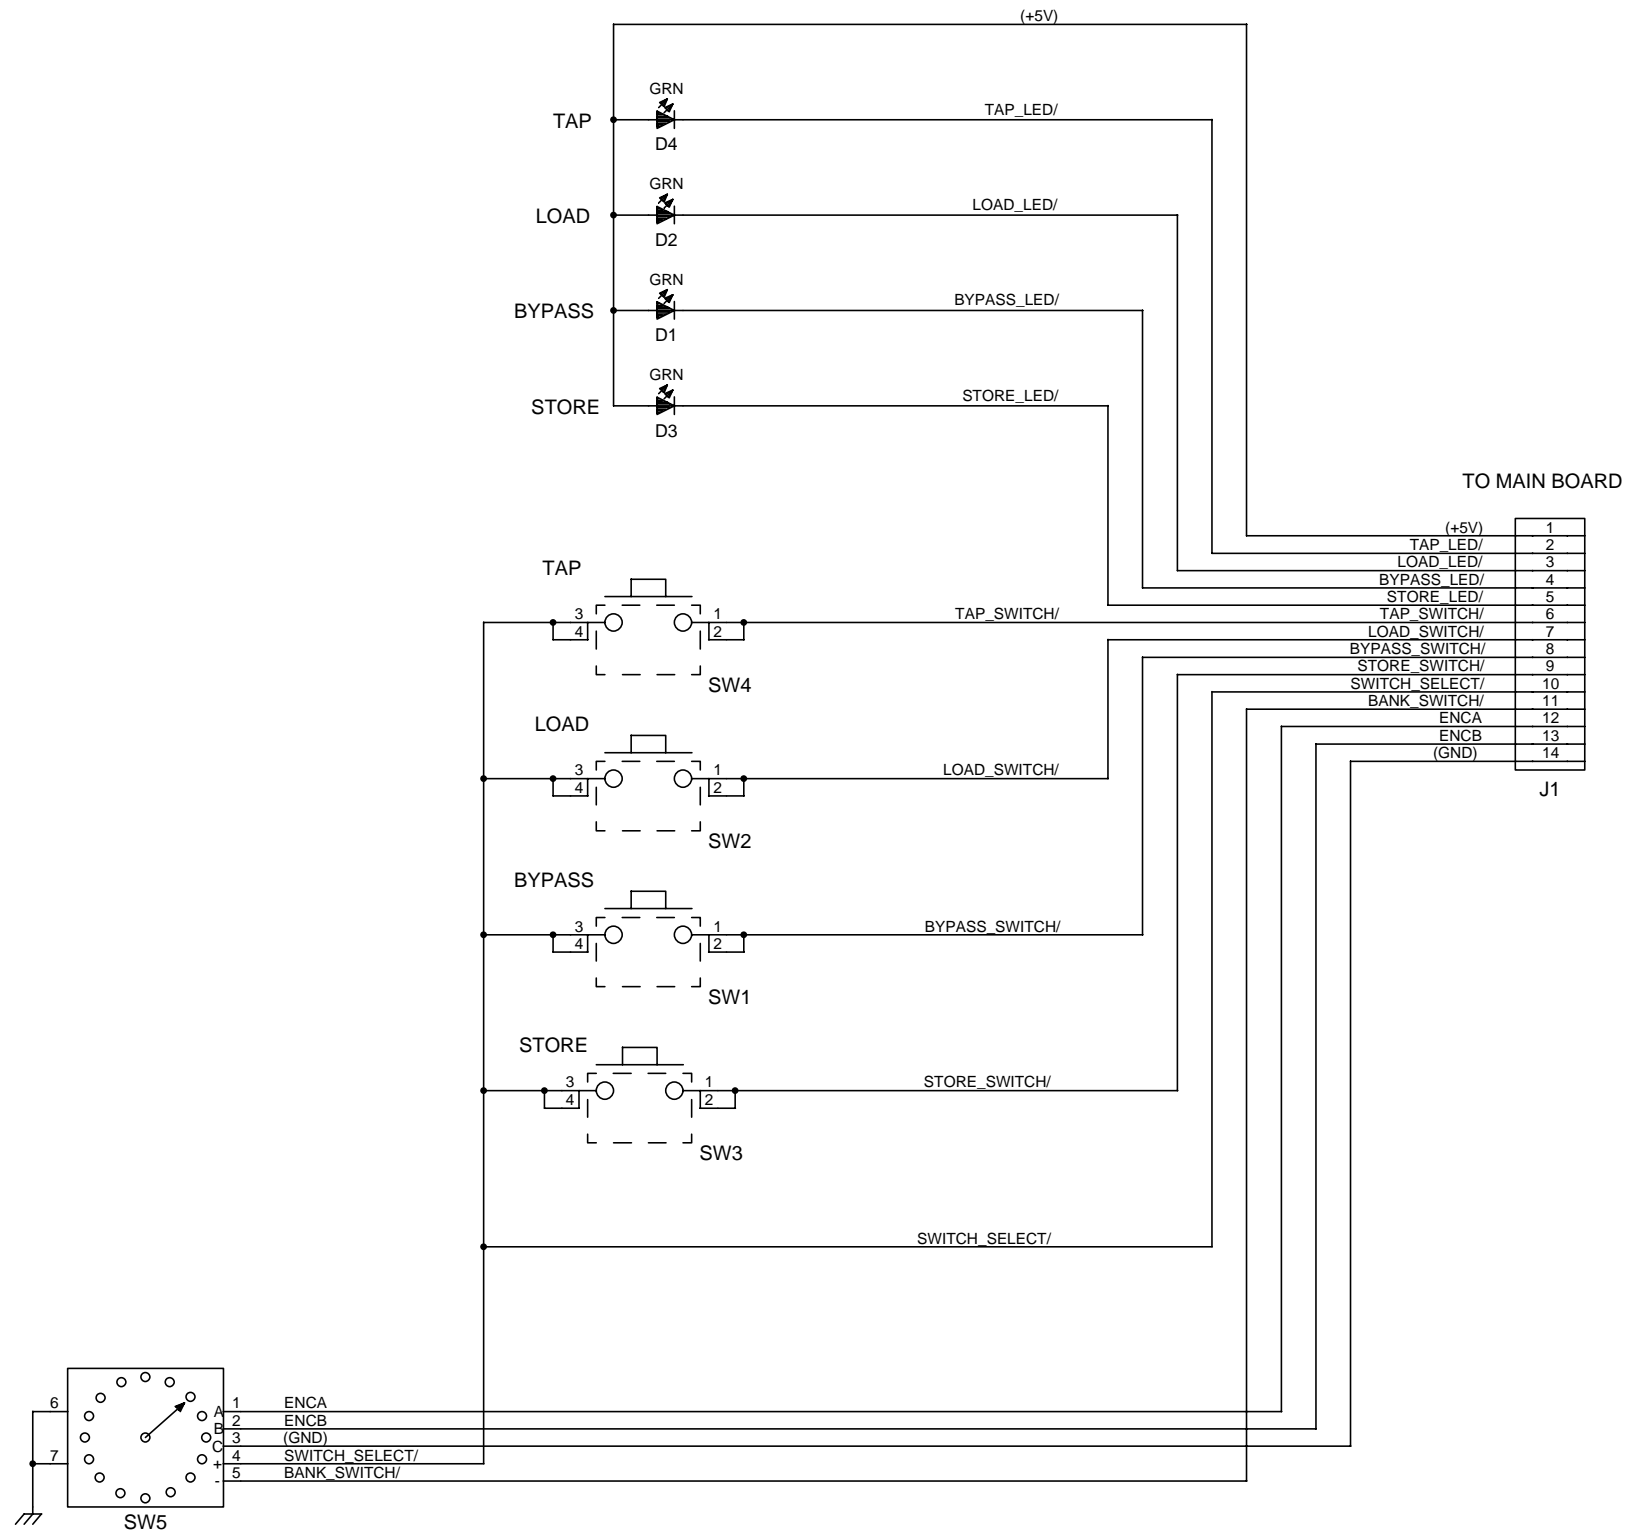 (+5V)
GRN
TAP_LED/
TAP
D4
GRN
LOAD_LED/
LOAD
D2
GRN
BYPASS_LED/
BYPASS
D1
GRN
STORE_LED/
STORE
D3
TO MAIN BOARD
(+5V) 1
TAP_LED/ 2
LOAD_LED/ 3
BYPASS_LED/ 4
STORE_LED/ 5
TAP_SWITCH/ 6
LOAD_SWITCH/ 7
BYPASS_SWITCH/ 8
STORE_SWITCH/ 9
SWITCH_SELECT/ 10
BANK_SWITCH/ 11
ENCA 12
ENCB 13
(GND) 14
J1
TAP
3 1 TAP_SWITCH/
4 2
SW4
LOAD
3 1 LOAD_SWITCH/
4 2
SW2
BYPASS
3 1 BYPASS_SWITCH/
4 2
SW1
STORE
3 1 STORE_SWITCH/
4 2
SW3
SWITCH_SELECT/
6 A 1 ENCA
B 2 ENCB
C 3 (GND)
7 + 4 SWITCH_SELECT/
- 5 BANK_SWITCH/
SW5